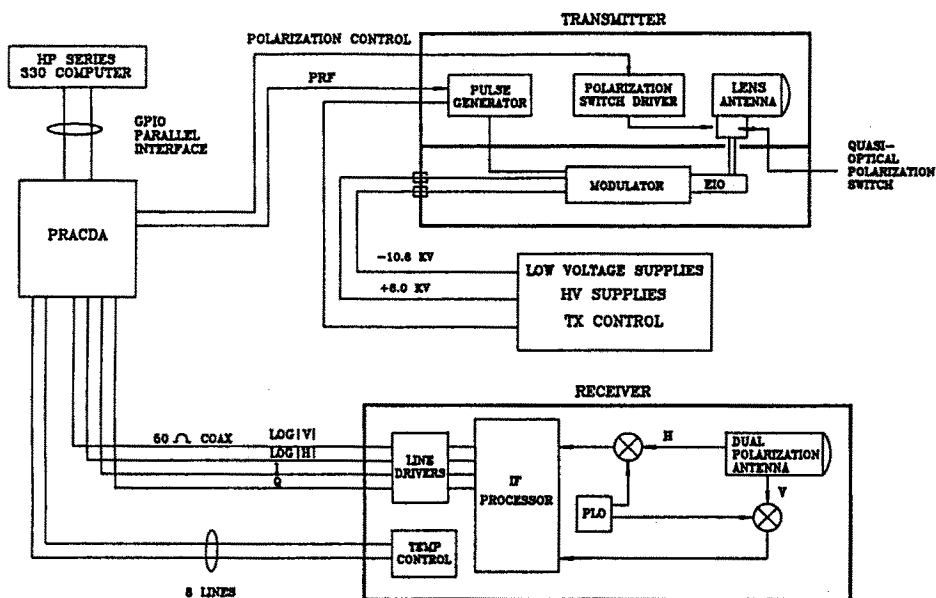 TRANSMITTER
POLARIZATION CONTROL
HP SERIES
330 COMPUTER
PRF
PULSE
GENERATOR
POLARIZATION
SWITCH DRIVER
LENS
ANTENNA
GPIO
PARALLEL
INTERFACE
QUASI-
OPTICAL
POLARIZATION
SWITCH
MODULATOR
EIO
PRACDA
-10.6 KV
+8.0 KV
LOW VOLTAGE SUPPLIES
HV SUPPLIES
TX CONTROL
RECEIVER
50 Ω COAX
LOG|V|
LOG|H|
I
Q
LINE
DRIVERS
IF
PROCESSOR
H
DUAL
POLARIZATION
ANTENNA
V
PLO
TEMP
CONTROL
8 LINES